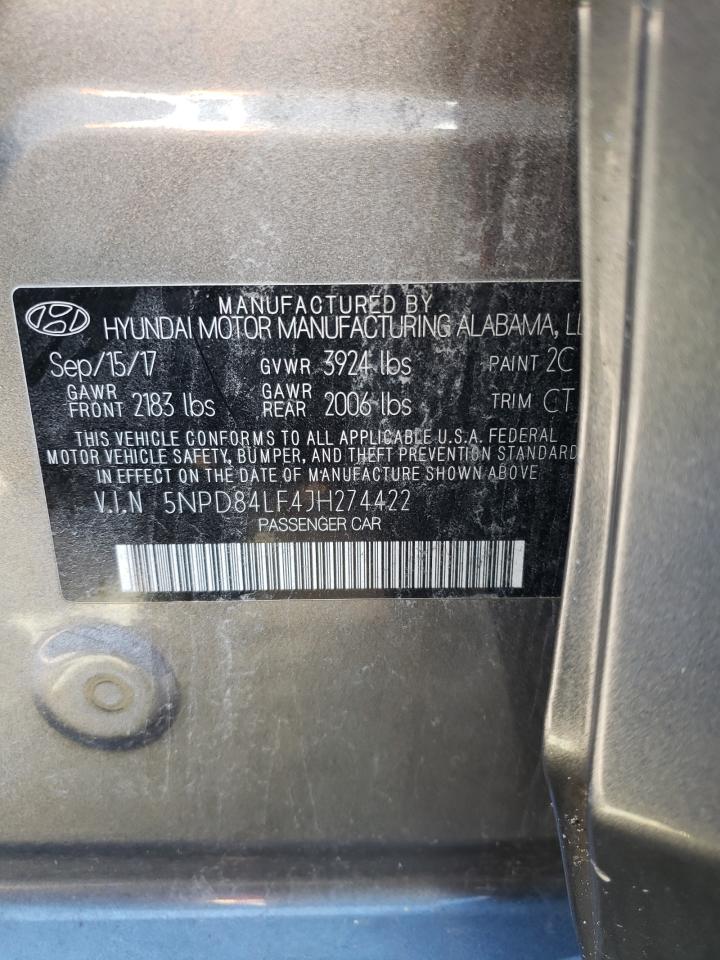 MANUFACTURED BY
HYUNDAI MOTOR MANUFACTURING ALABAMA,
Sep/15/17 GVWR 3924 lbs PAINT 2C
GAWR FRONT 2183 lbs GAWR REAR 2006 lbs TRIM CT
THIS VEHICLE CONFORMS TO ALL APPLICABLE U.S.A. FEDERAL
MOTOR VEHICLE SAFETY, BUMPER, AND THEFT PREVENTION STANDARD
IN EFFECT ON THE DATE OF MANUFACTURE SHOWN ABOVE
V.I.N 5NPD84LF4JH274422
PASSENGER CAR